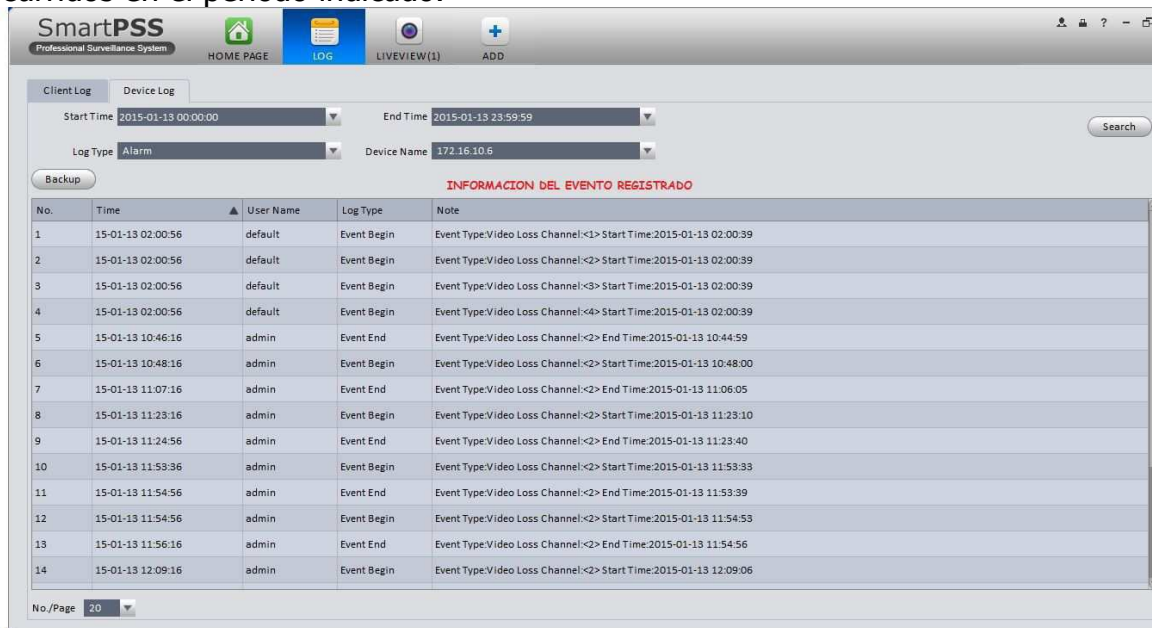 SmartPSS
Professional Surveillance System
HOME PAGE LOG LIVEVIEW(1) ADD
Client Log Device Log
Start Time 2015-01-13 00:00:00 End Time 2015-01-13 23:59:59
Search
Log Type Alarm Device Name 172.16.10.6
Backup
INFORMACION DEL EVENTO REGISTRADO
No. Time User Name Log Type Note
1 15-01-13 02:00:56 default Event Begin Event Type:Video Loss Channel:<1> Start Time:2015-01-13 02:00:39
2 15-01-13 02:00:56 default Event Begin Event Type:Video Loss Channel:<2> Start Time:2015-01-13 02:00:39
3 15-01-13 02:00:56 default Event Begin Event Type:Video Loss Channel:<3> Start Time:2015-01-13 02:00:39
4 15-01-13 02:00:56 default Event Begin Event Type:Video Loss Channel:<4> Start Time:2015-01-13 02:00:39
5 15-01-13 10:46:16 admin Event End Event Type:Video Loss Channel:<2> End Time:2015-01-13 10:44:59
6 15-01-13 10:48:16 admin Event Begin Event Type:Video Loss Channel:<2> Start Time:2015-01-13 10:48:00
7 15-01-13 11:07:16 admin Event End Event Type:Video Loss Channel:<2> End Time:2015-01-13 11:06:05
8 15-01-13 11:23:16 admin Event Begin Event Type:Video Loss Channel:<2> Start Time:2015-01-13 11:23:10
9 15-01-13 11:24:56 admin Event End Event Type:Video Loss Channel:<2> End Time:2015-01-13 11:23:40
10 15-01-13 11:53:36 admin Event Begin Event Type:Video Loss Channel:<2> Start Time:2015-01-13 11:53:33
11 15-01-13 11:54:56 admin Event End Event Type:Video Loss Channel:<2> End Time:2015-01-13 11:53:39
12 15-01-13 11:54:56 admin Event Begin Event Type:Video Loss Channel:<2> Start Time:2015-01-13 11:54:53
13 15-01-13 11:56:16 admin Event End Event Type:Video Loss Channel:<2> End Time:2015-01-13 11:54:56
14 15-01-13 12:09:16 admin Event Begin Event Type:Video Loss Channel:<2> Start Time:2015-01-13 12:09:06
No./Page 20